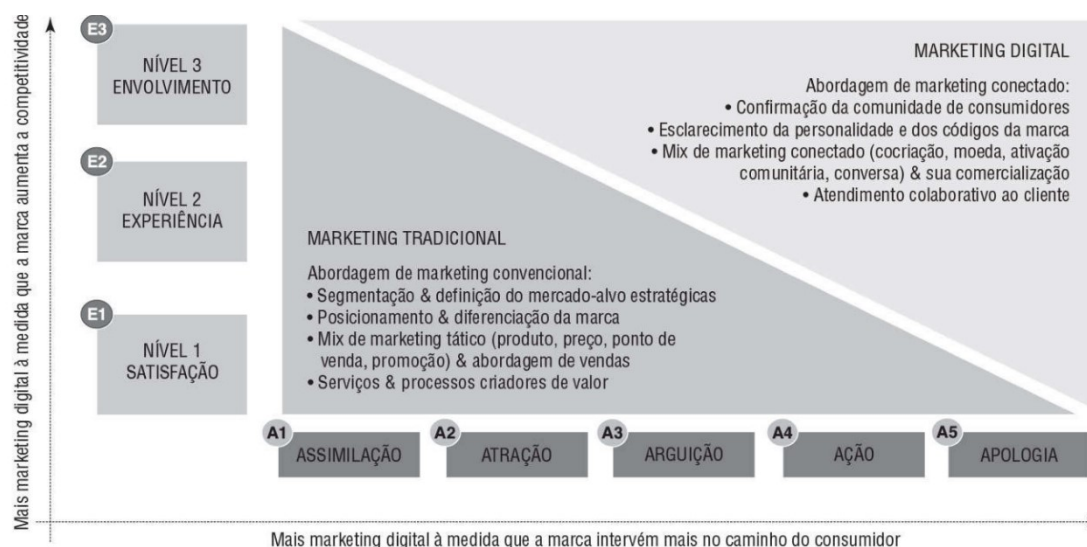 Mais marketing digital à medida que a marca aumenta a competitividade
E3
NÍVEL 3
ENVOLVIMENTO
E2
NÍVEL 2
EXPERIÊNCIA
E1
NÍVEL 1
SATISFAÇÃO
MARKETING DIGITAL
Abordagem de marketing conectado:
• Confirmação da comunidade de consumidores
• Esclarecimento da personalidade e dos códigos da marca
• Mix de marketing conectado (cocriação, moeda, ativação
comunitária, conversa) & sua comercialização
• Atendimento colaborativo ao cliente
MARKETING TRADICIONAL
Abordagem de marketing convencional:
• Segmentação & definição do mercado-alvo estratégicas
• Posicionamento & diferenciação da marca
• Mix de marketing tático (produto, preço, ponto de
venda, promoção) & abordagem de vendas
• Serviços & processos criadores de valor
A1
ASSIMILAÇÃO
A2
ATRAÇÃO
A3
ARGUIÇÃO
A4
AÇÃO
A5
APOLOGIA
Mais marketing digital à medida que a marca intervém mais no caminho do consumidor